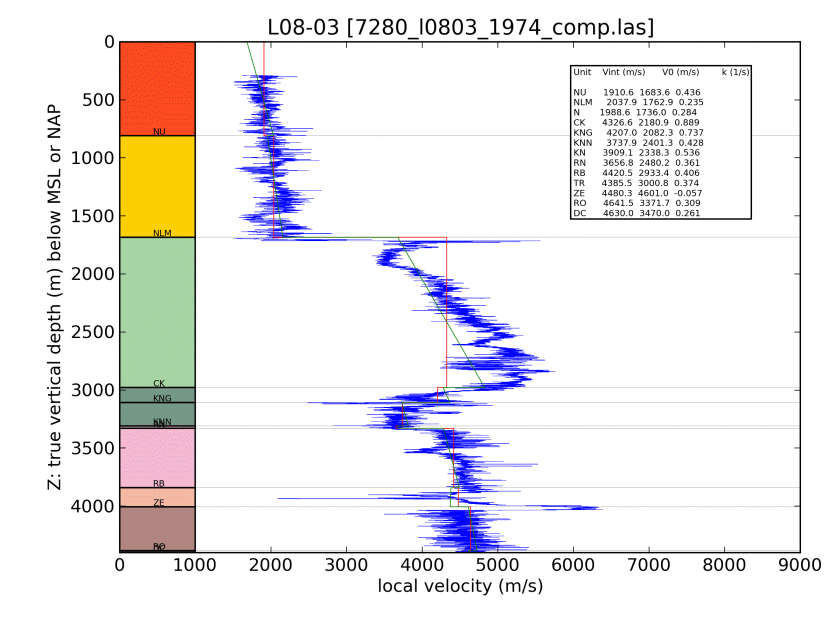 L08-03 [7280_l0803_1974_comp.las]
Z: true vertical depth (m) below MSL or NAP
0
500
1000
1500
2000
2500
3000
3500
4000
NU
NLM
CK
KNG
KNN
RB
ZE
RO
Unit Vint (m/s) V0 (m/s) k (1/s)
NU 1910.6 1683.6 0.436
NLM 2037.9 1762.9 0.235
N 1988.6 1736.0 0.284
CK 4326.6 2180.9 0.889
KNG 4207.0 2082.3 0.737
KNN 3737.9 2401.3 0.428
KN 3909.1 2338.3 0.536
RN 3656.8 2480.2 0.361
RB 4420.5 2933.4 0.406
TR 4385.5 3000.8 0.374
ZE 4480.3 4601.0 -0.057
RO 4641.5 3371.7 0.309
DC 4630.0 3470.0 0.261
0 1000 2000 3000 4000 5000 6000 7000 8000 9000
local velocity (m/s)